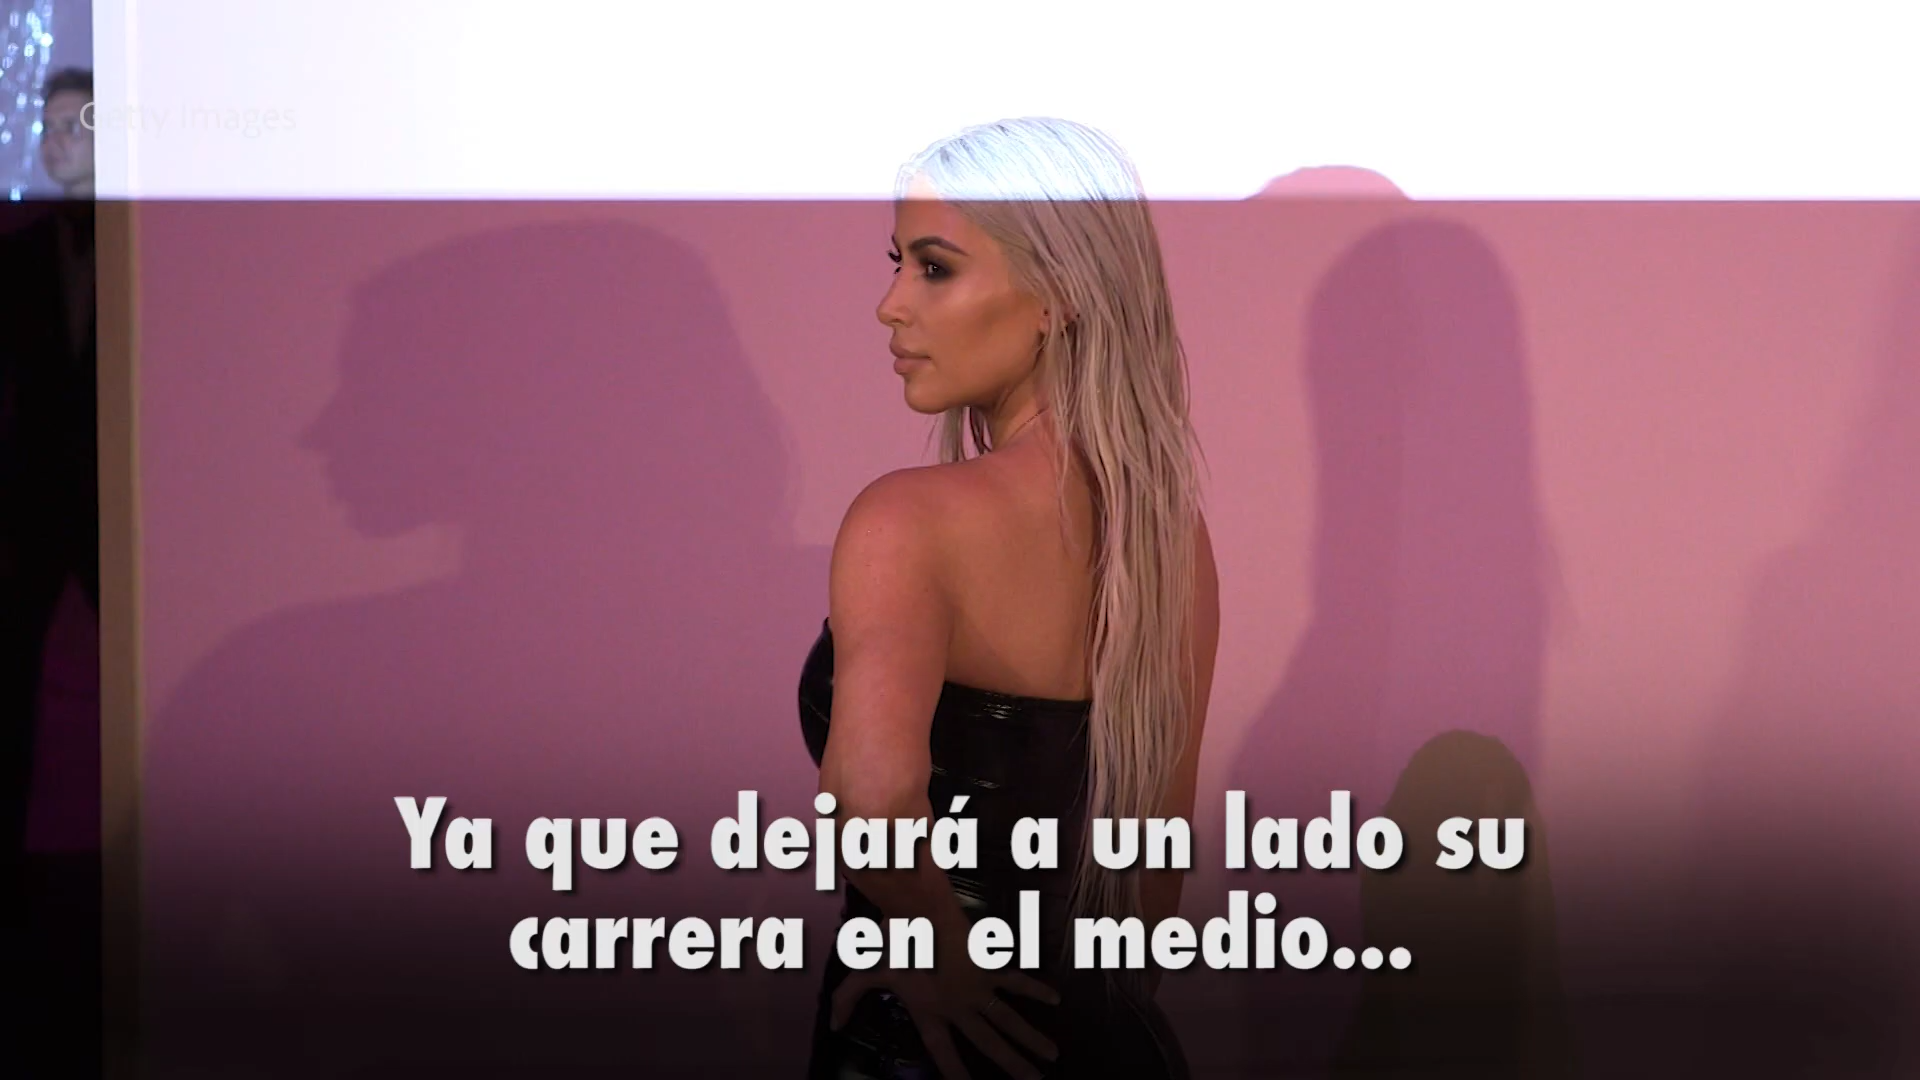 Getty Images
Ya que dejará a un lado su
carrera en el medio...